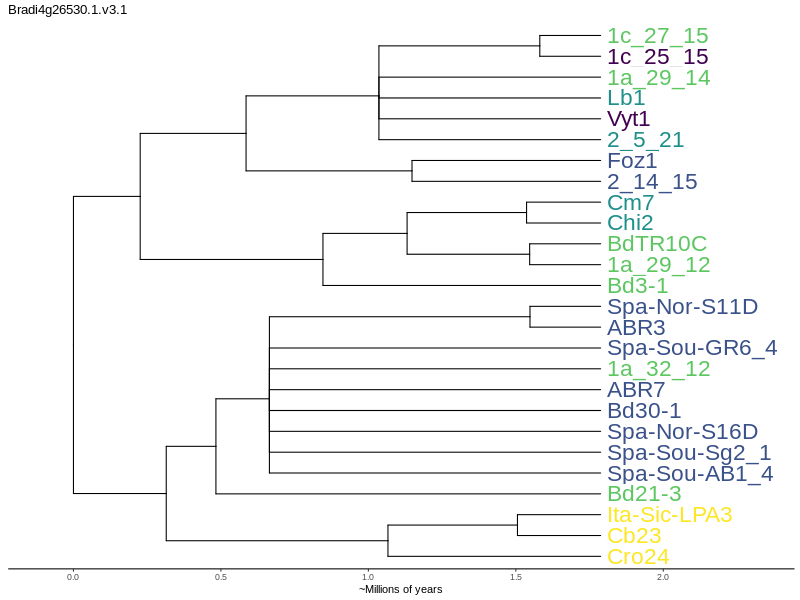 Bradi4g26530.1.v3.1
1c_27_15
1c_25_15
1a_29_14
Lb1
Vyt1
2_5_21
Foz1
2_14_15
Cm7
Chi2
BdTR10C
1a_29_12
Bd3-1
Spa-Nor-S11D
ABR3
Spa-Sou-GR6_4
1a_32_12
ABR7
Bd30-1
Spa-Nor-S16D
Spa-Sou-Sg2_1
Spa-Sou-AB1_4
Bd21-3
Ita-Sic-LPA3
Cb23
Cro24
0.0 0.5 1.0 1.5 2.0
~Millions of years